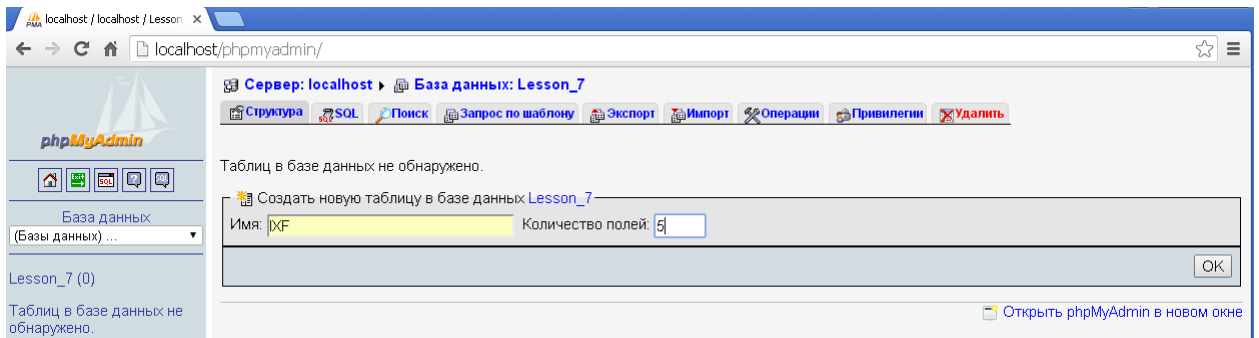 localhost / localhost / Lesson
localhost/phpmyadmin/
phpMyAdmin
База данных
(Базы данных) ...
Lesson_7 (0)
Таблиц в базе данных не
обнаружено.
Сервер: localhost ▸ База данных: Lesson_7
Структура SQL Поиск Запрос по шаблону Экспорт Импорт Операции Привилегии Удалить
Таблиц в базе данных не обнаружено.
Создать новую таблицу в базе данных Lesson_7
Имя: IXF Количество полей: 5
OK
Открыть phpMyAdmin в новом окне